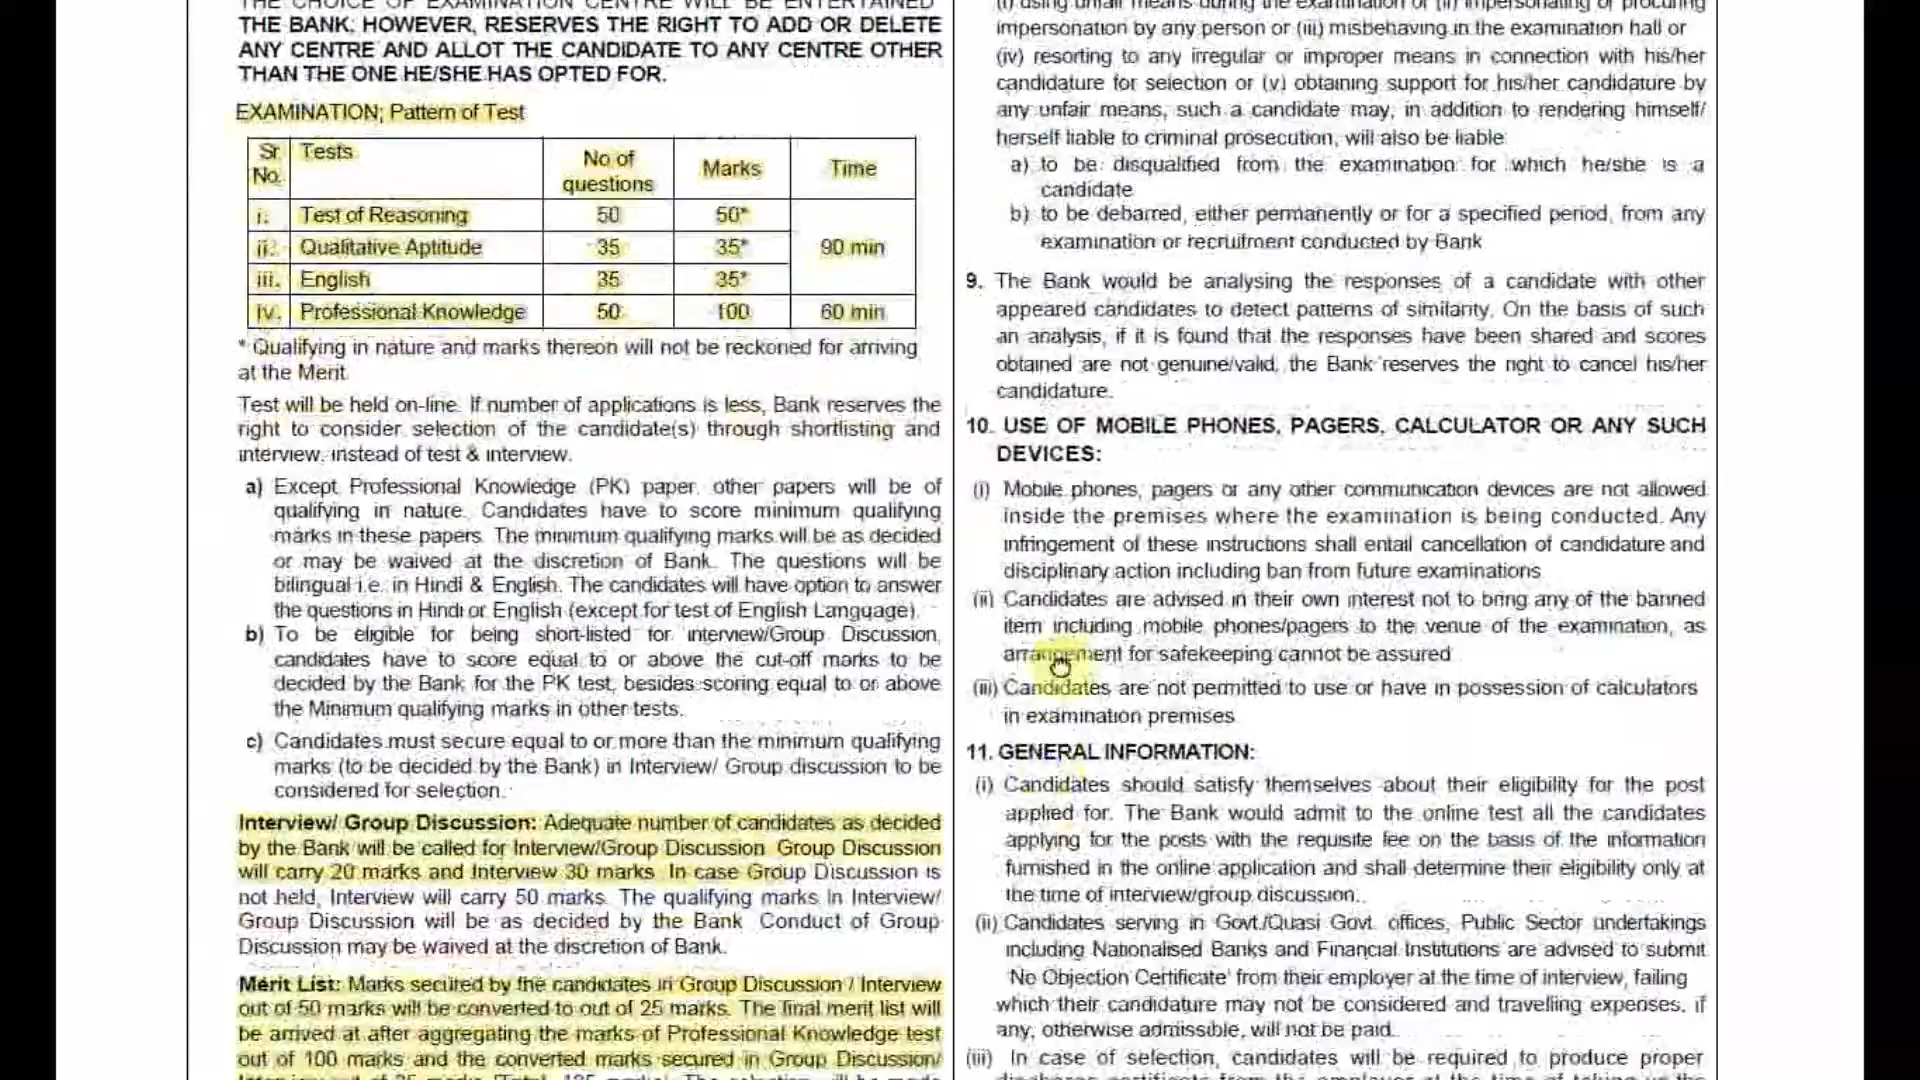 THE CHOICE OF EXAMINATION CENTRE WILL BE ENTERTAINED
THE BANK, HOWEVER, RESERVES THE RIGHT TO ADD OR DELETE
ANY CENTRE AND ALLOT THE CANDIDATE TO ANY CENTRE OTHER
THAN THE ONE HE/SHE HAS OPTED FOR.
EXAMINATION; Pattern of Test
Sr. No. Tests No of questions Marks Time
i. Test of Reasoning 50 50*
ii. Qualitative Aptitude 35 35* 90 min
iii. English 35 35*
iv. Professional Knowledge 50 100 60 min
* Qualifying in nature and marks thereon will not be reckoned for arriving
at the Merit
Test will be held on-line. If number of applications is less, Bank reserves the
right to consider selection of the candidate(s) through shortlisting and
interview, instead of test & interview.
a) Except Professional Knowledge (PK) paper, other papers will be of
qualifying in nature. Candidates have to score minimum qualifying
marks in these papers. The minimum qualifying marks will be as decided
or may be waived at the discretion of Bank. The questions will be
bilingual i.e. in Hindi & English. The candidates will have option to answer
the questions in Hindi or English (except for test of English Language).
b) To be eligible for being short-listed for interview/Group Discussion,
candidates have to score equal to or above the cut-off marks to be
decided by the Bank for the PK test, besides scoring equal to or above
the Minimum qualifying marks in other tests.
c) Candidates must secure equal to or more than the minimum qualifying
marks (to be decided by the Bank) in Interview/ Group discussion to be
considered for selection.
Interview/ Group Discussion: Adequate number of candidates as decided
by the Bank will be called for Interview/Group Discussion Group Discussion
will carry 20 marks and Interview 30 marks. In case Group Discussion is
not held, Interview will carry 50 marks. The qualifying marks in Interview/
Group Discussion will be as decided by the Bank Conduct of Group
Discussion may be waived at the discretion of Bank.
Merit List: Marks secured by the candidates in Group Discussion / Interview
out of 50 marks will be converted to out of 25 marks. The final merit list will
be arrived at after aggregating the marks of Professional Knowledge test
out of 100 marks and the converted marks secured in Group Discussion/
(i) using unfair means during the examination or (ii) impersonating or procuring
impersonation by any person or (iii) misbehaving in the examination hall or
(iv) resorting to any irregular or improper means in connection with his/her
candidature for selection or (v) obtaining support for his/her candidature by
any unfair means, such a candidate may, in addition to rendering himself/
herself liable to criminal prosecution, will also be liable:
a) to be disqualified from the examination for which he/she is a
candidate
b) to be debarred, either permanently or for a specified period, from any
examination or recruitment conducted by Bank
9. The Bank would be analysing the responses of a candidate with other
appeared candidates to detect patterns of similarity. On the basis of such
an analysis, if it is found that the responses have been shared and scores
obtained are not genuine/valid, the Bank reserves the right to cancel his/her
candidature.
10. USE OF MOBILE PHONES, PAGERS, CALCULATOR OR ANY SUCH
DEVICES:
(i) Mobile phones, pagers or any other communication devices are not allowed
inside the premises where the examination is being conducted. Any
infringement of these instructions shall entail cancellation of candidature and
disciplinary action including ban from future examinations
(ii) Candidates are advised in their own interest not to bring any of the banned
item including mobile phones/pagers to the venue of the examination, as
arrangement for safekeeping cannot be assured
(iii) Candidates are not permitted to use or have in possession of calculators
in examination premises
11. GENERAL INFORMATION:
(i) Candidates should satisfy themselves about their eligibility for the post
applied for. The Bank would admit to the online test all the candidates
applying for the posts with the requisite fee on the basis of the information
furnished in the online application and shall determine their eligibility only at
the time of interview/group discussion.
(ii) Candidates serving in Govt./Quasi Govt. offices, Public Sector undertakings
including Nationalised Banks and Financial Institutions are advised to submit
'No Objection Certificate' from their employer at the time of interview, failing
which their candidature may not be considered and travelling expenses, if
any, otherwise admissible, will not be paid.
(iii) In case of selection, candidates will be required to produce proper